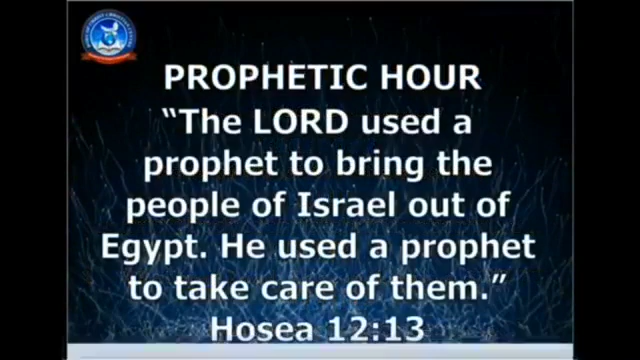 PROPHETIC HOUR
“The LORD used a
prophet to bring the
people of Israel out of
Egypt. He used a prophet
to take care of them.”
Hosea 12:13